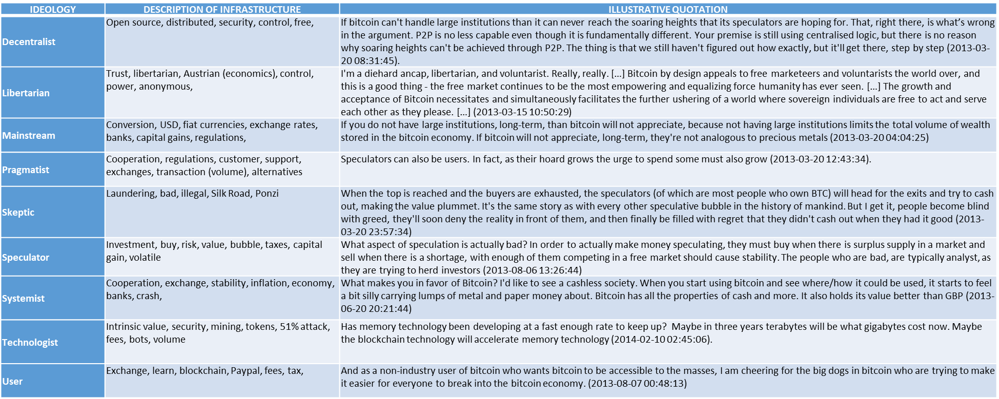 IDEOLOGY DESCRIPTION OF INFRASTRUCTURE ILLUSTRATIVE QUOTATION
Decentralist
Open source, distributed, security, control, free,
If bitcoin can't handle large institutions than it can never reach the soaring heights that its speculators are hoping for. That, right there, is what’s wrong
in the argument. P2P is no less capable even though it is fundamentally different. Your premise is still using centralised logic, but there is no reason
why soaring heights can't be achieved through P2P. The thing is that we still haven't figured out how exactly, but it'll get there, step by step (2013-03-
20 08:31:45).
Libertarian
Trust, libertarian, Austrian (economics), control,
power, anonymous,
I'm a diehard ancap, libertarian, and voluntarist. Really, really. [...] Bitcoin by design appeals to free marketeers and voluntarists the world over, and
this is a good thing - the free market continues to be the most empowering and equalizing force humanity has ever seen. [...] The growth and
acceptance of Bitcoin necessitates and simultaneously facilitates the further ushering of a world where sovereign individuals are free to act and serve
each other as they please. [...] (2013-03-15 10:50:29)
Mainstream
Conversion, USD, fiat currencies, exchange rates,
banks, capital gains, regulations,
If you do not have large institutions, long-term, than bitcoin will not appreciate, because not having large institutions limits the total volume of wealth
stored in the bitcoin economy. If bitcoin will not appreciate, long-term, they're not analogous to precious metals (2013-03-20 04:04:25)
Pragmatist
Cooperation, regulations, customer, support,
exchanges, transaction (volume), alternatives
Speculators can also be users. In fact, as their hoard grows the urge to spend some must also grow (2013-03-20 12:43:34).
Skeptic
Laundering, bad, illegal, Silk Road, Ponzi
When the top is reached and the buyers are exhausted, the speculators (of which are most people who own BTC) will head for the exits and try to cash
out, making the value plummet. It's the same story as with every other speculative bubble in the history of mankind. But I get it, people become blind
with greed, they'll soon deny the reality in front of them, and then finally be filled with regret that they didn't cash out when they had it good (2013-
03-20 23:57:34)
Speculator
Investment, buy, risk, value, bubble, taxes, capital
gain, volatile
What aspect of speculation is actually bad? In order to actually make money speculating, they must buy when there is surplus supply in a market and
sell when there is a shortage, with enough of them competing in a free market should cause stability. The people who are bad, are typically analyst, as
they are trying to herd investors (2013-08-06 13:26:44)
Systemist
Cooperation, exchange, stability, inflation, economy,
banks, crash,
What makes you in favor of Bitcoin? I'd like to see a cashless society. When you start using bitcoin and see where/how it could be used, it starts to feel
a bit silly carrying lumps of metal and paper money about. Bitcoin has all the properties of cash and more. It also holds its value better than GBP (2013-
06-20 20:21:44)
Technologist
Intrinsic value, security, mining, tokens, 51% attack,
fees, bots, volume
Has memory technology been developing at a fast enough rate to keep up? Maybe in three years terabytes will be what gigabytes cost now. Maybe
the blockchain technology will accelerate memory technology (2014-02-10 02:45:06).
User
Exchange, learn, blockchain, Paypal, fees, tax,
And as a non-industry user of bitcoin who wants bitcoin to be accessible to the masses, I am cheering for the big dogs in bitcoin who are trying to make
it easier for everyone to break into the bitcoin economy. (2013-08-07 00:48:13)